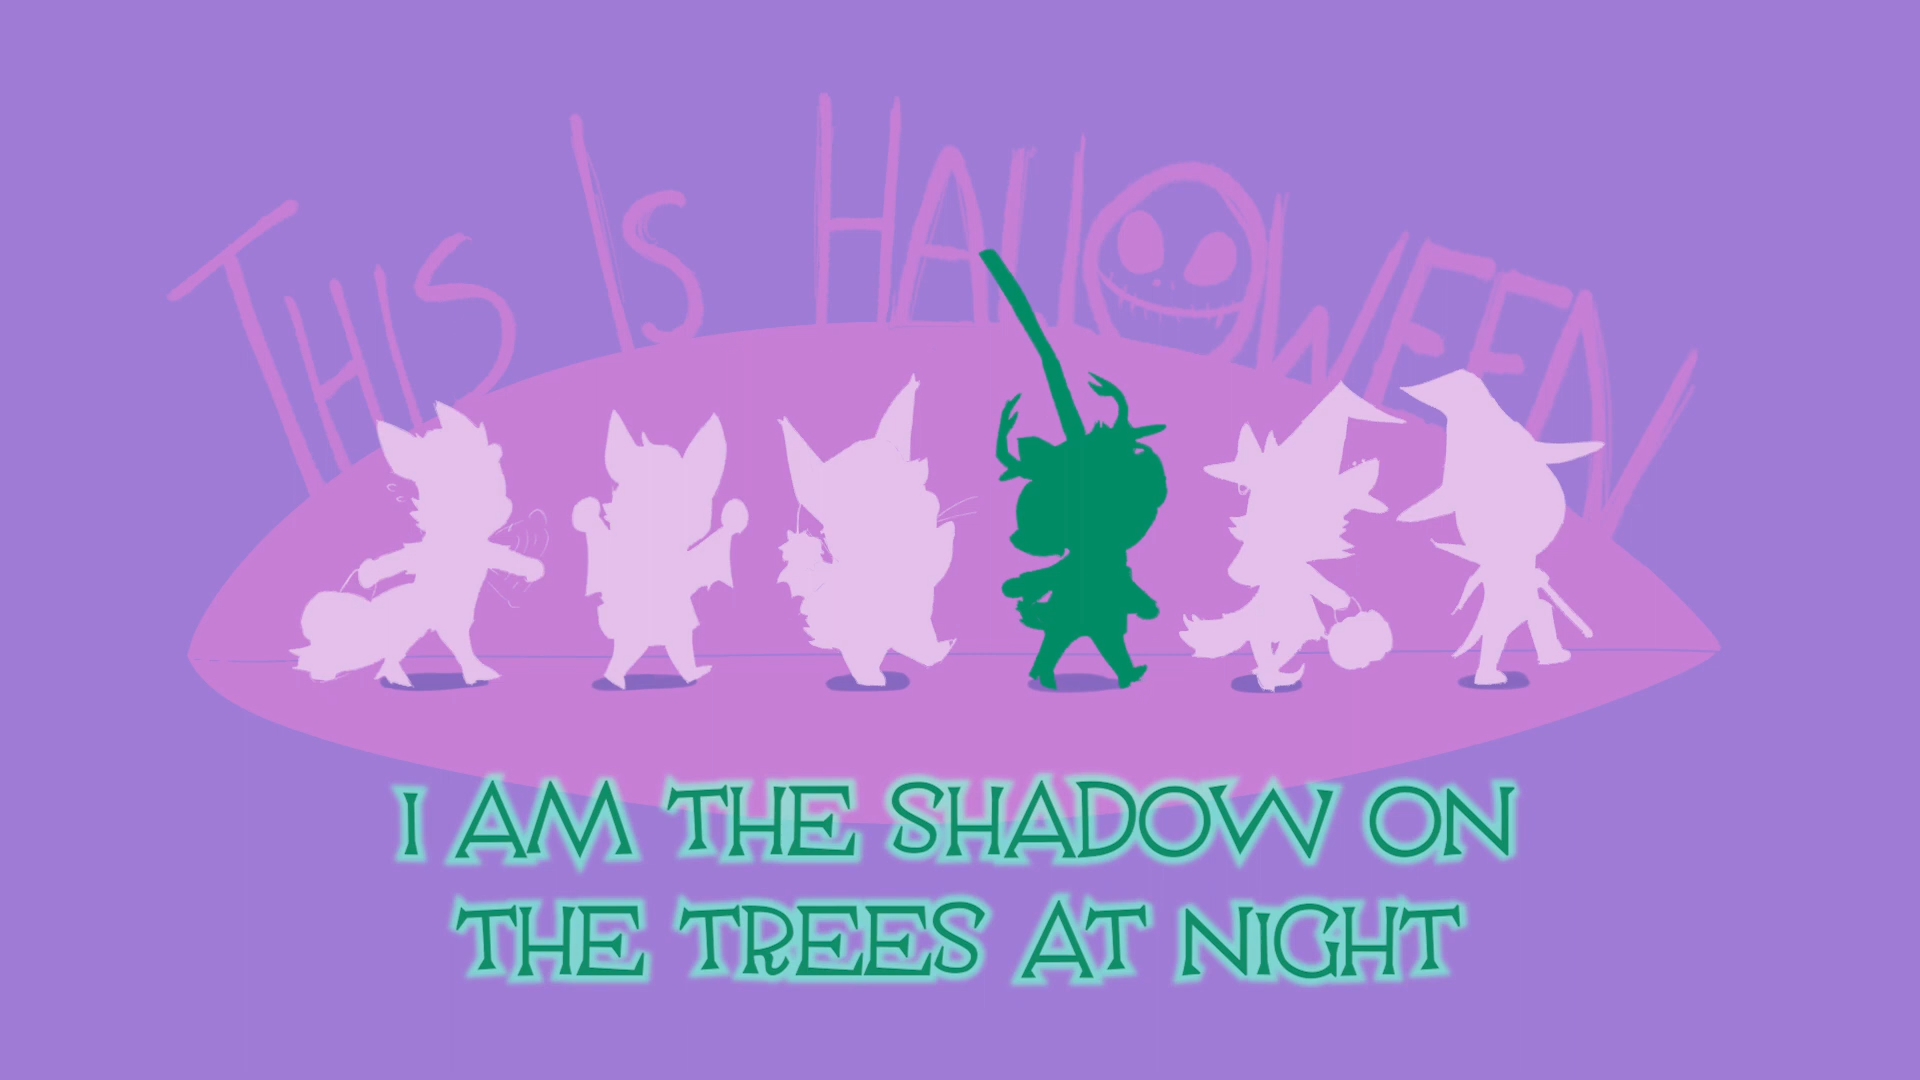 THIS IS HALLOWEEN
I AM THE SHADOW ON
THE TREES AT NIGHT